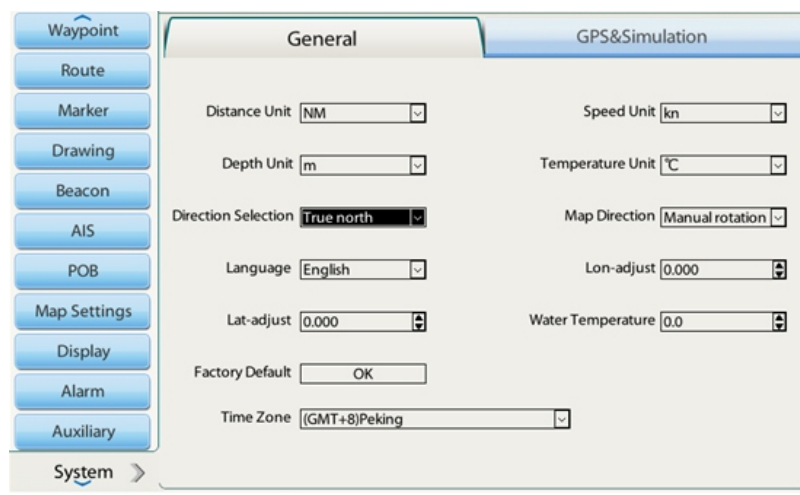 Waypoint
Route
Marker
Drawing
Beacon
AIS
POB
Map Settings
Display
Alarm
Auxiliary
System
General
GPS&Simulation
Distance Unit NM
Speed Unit kn
Depth Unit m
Temperature Unit ℃
Direction Selection True north
Map Direction Manual rotation
Language English
Lon-adjust 0.000
Lat-adjust 0.000
Water Temperature 0.0
Factory Default OK
Time Zone (GMT+8)Peking